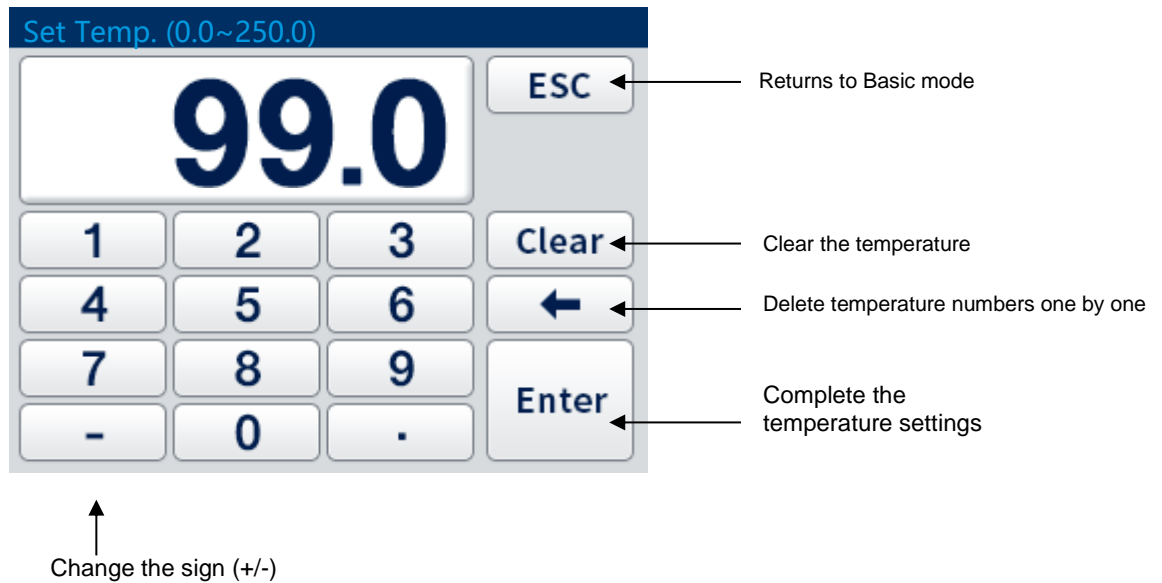 Set Temp. (0.0~250.0)
99.0
ESC
Returns to Basic mode
1 2 3 Clear
Clear the temperature
4 5 6 ←
Delete temperature numbers one by one
7 8 9
Enter
Complete the
temperature settings
- 0 .
Change the sign (+/-)